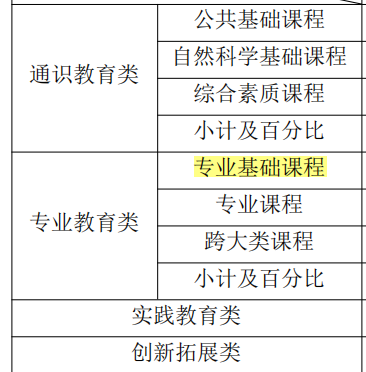 通识教育类
公共基础课程
自然科学基础课程
综合素质课程
小计及百分比
专业教育类
专业基础课程
专业课程
跨大类课程
小计及百分比
实践教育类
创新拓展类